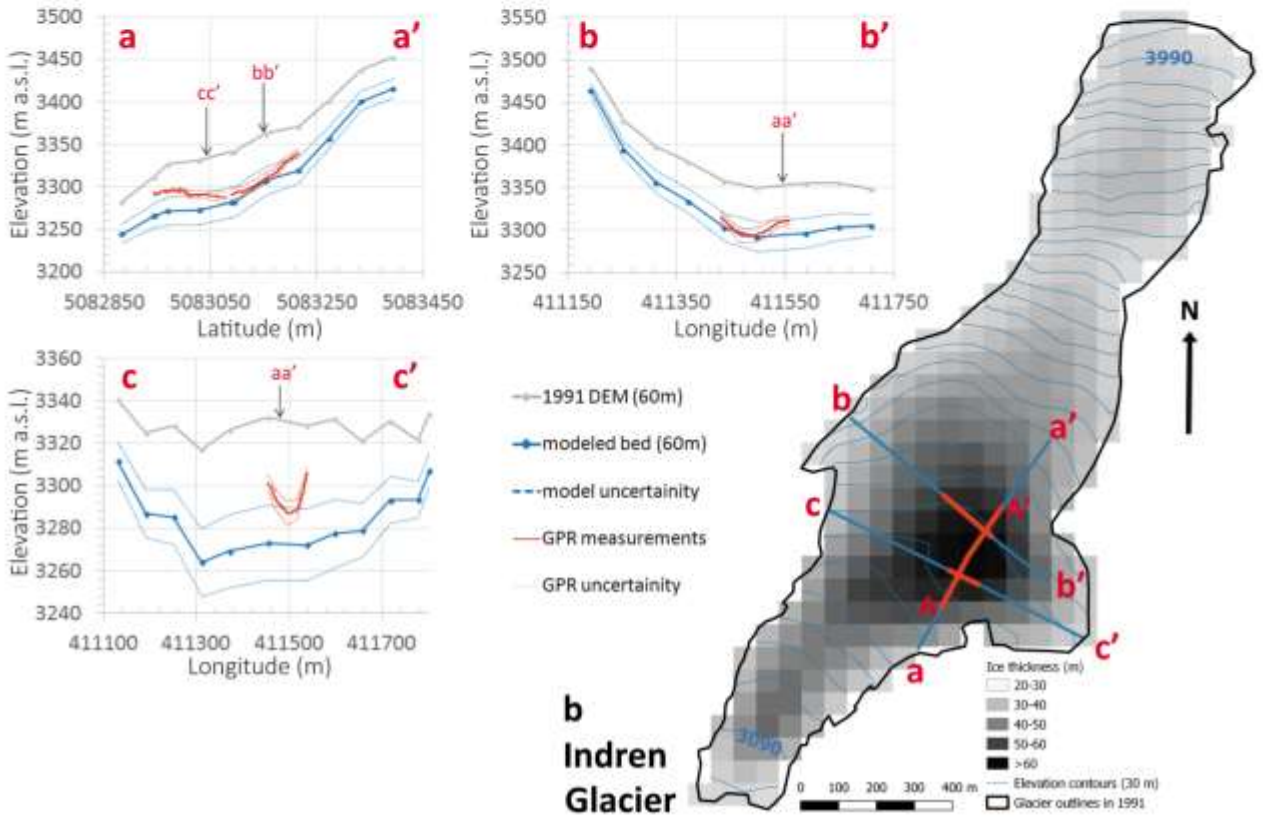 a
a'
3500
3450
3400
3350
3300
3250
3200
Elevation (m a.s.l.)
cc'
bb'
5082850
5083050
5083250
5083450
Latitude (m)
b
b'
3550
3500
3450
3400
3350
3300
3250
Elevation (m a.s.l.)
aa'
411150
411350
411550
411750
Longitude (m)
c
c'
3360
3340
3320
3300
3280
3260
3240
Elevation (m a.s.l.)
aa'
411100
411300
411500
411700
Longitude (m)
1991 DEM (60m)
modeled bed (60m)
model uncertainity
GPR measurements
GPR uncertainity
3990
N
b
a'
c
A'
A
b'
a
c'
3090
b
Indren
Glacier
Ice thickness (m)
20-30
30-40
40-50
50-60
>60
Elevation contours (30 m)
Glacier outlines in 1991
0 100 200 300 400 m